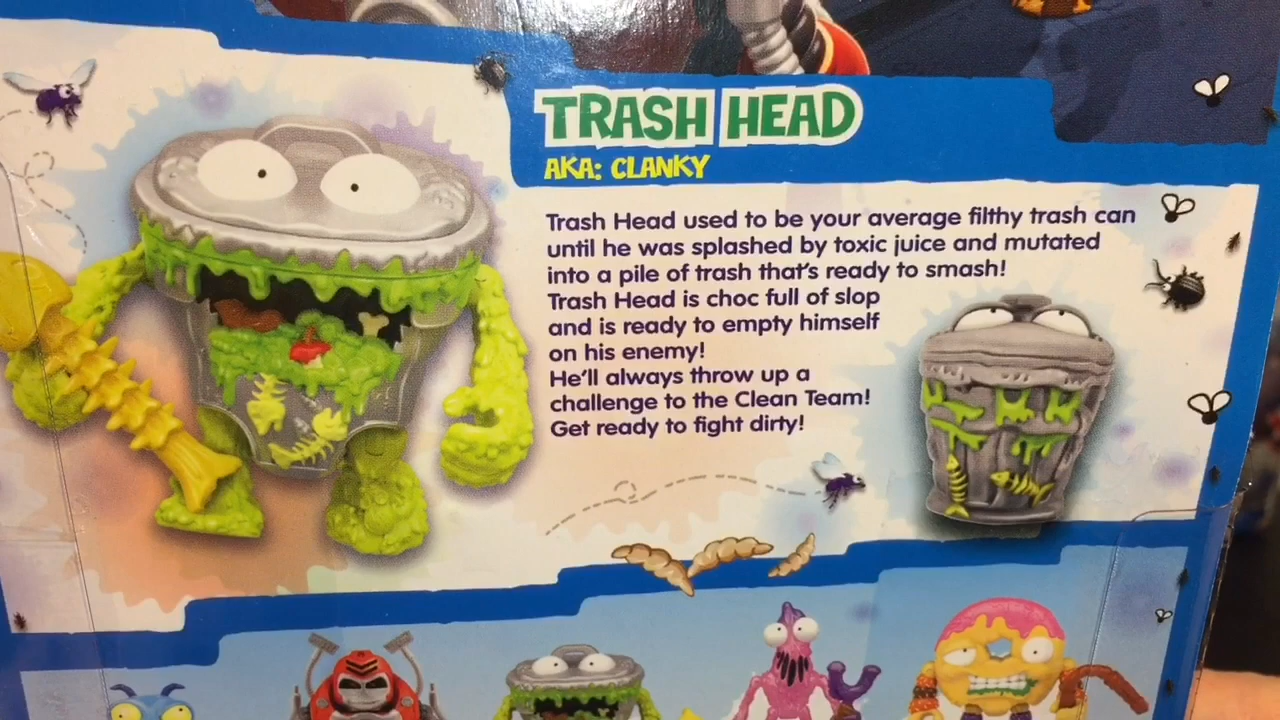 TRASH HEAD
AKA: CLANKY
Trash Head used to be your average filthy trash can
until he was splashed by toxic juice and mutated
into a pile of trash that's ready to smash!
Trash Head is choc full of slop
and is ready to empty himself
on his enemy!
He'll always throw up a
challenge to the Clean Team!
Get ready to fight dirty!